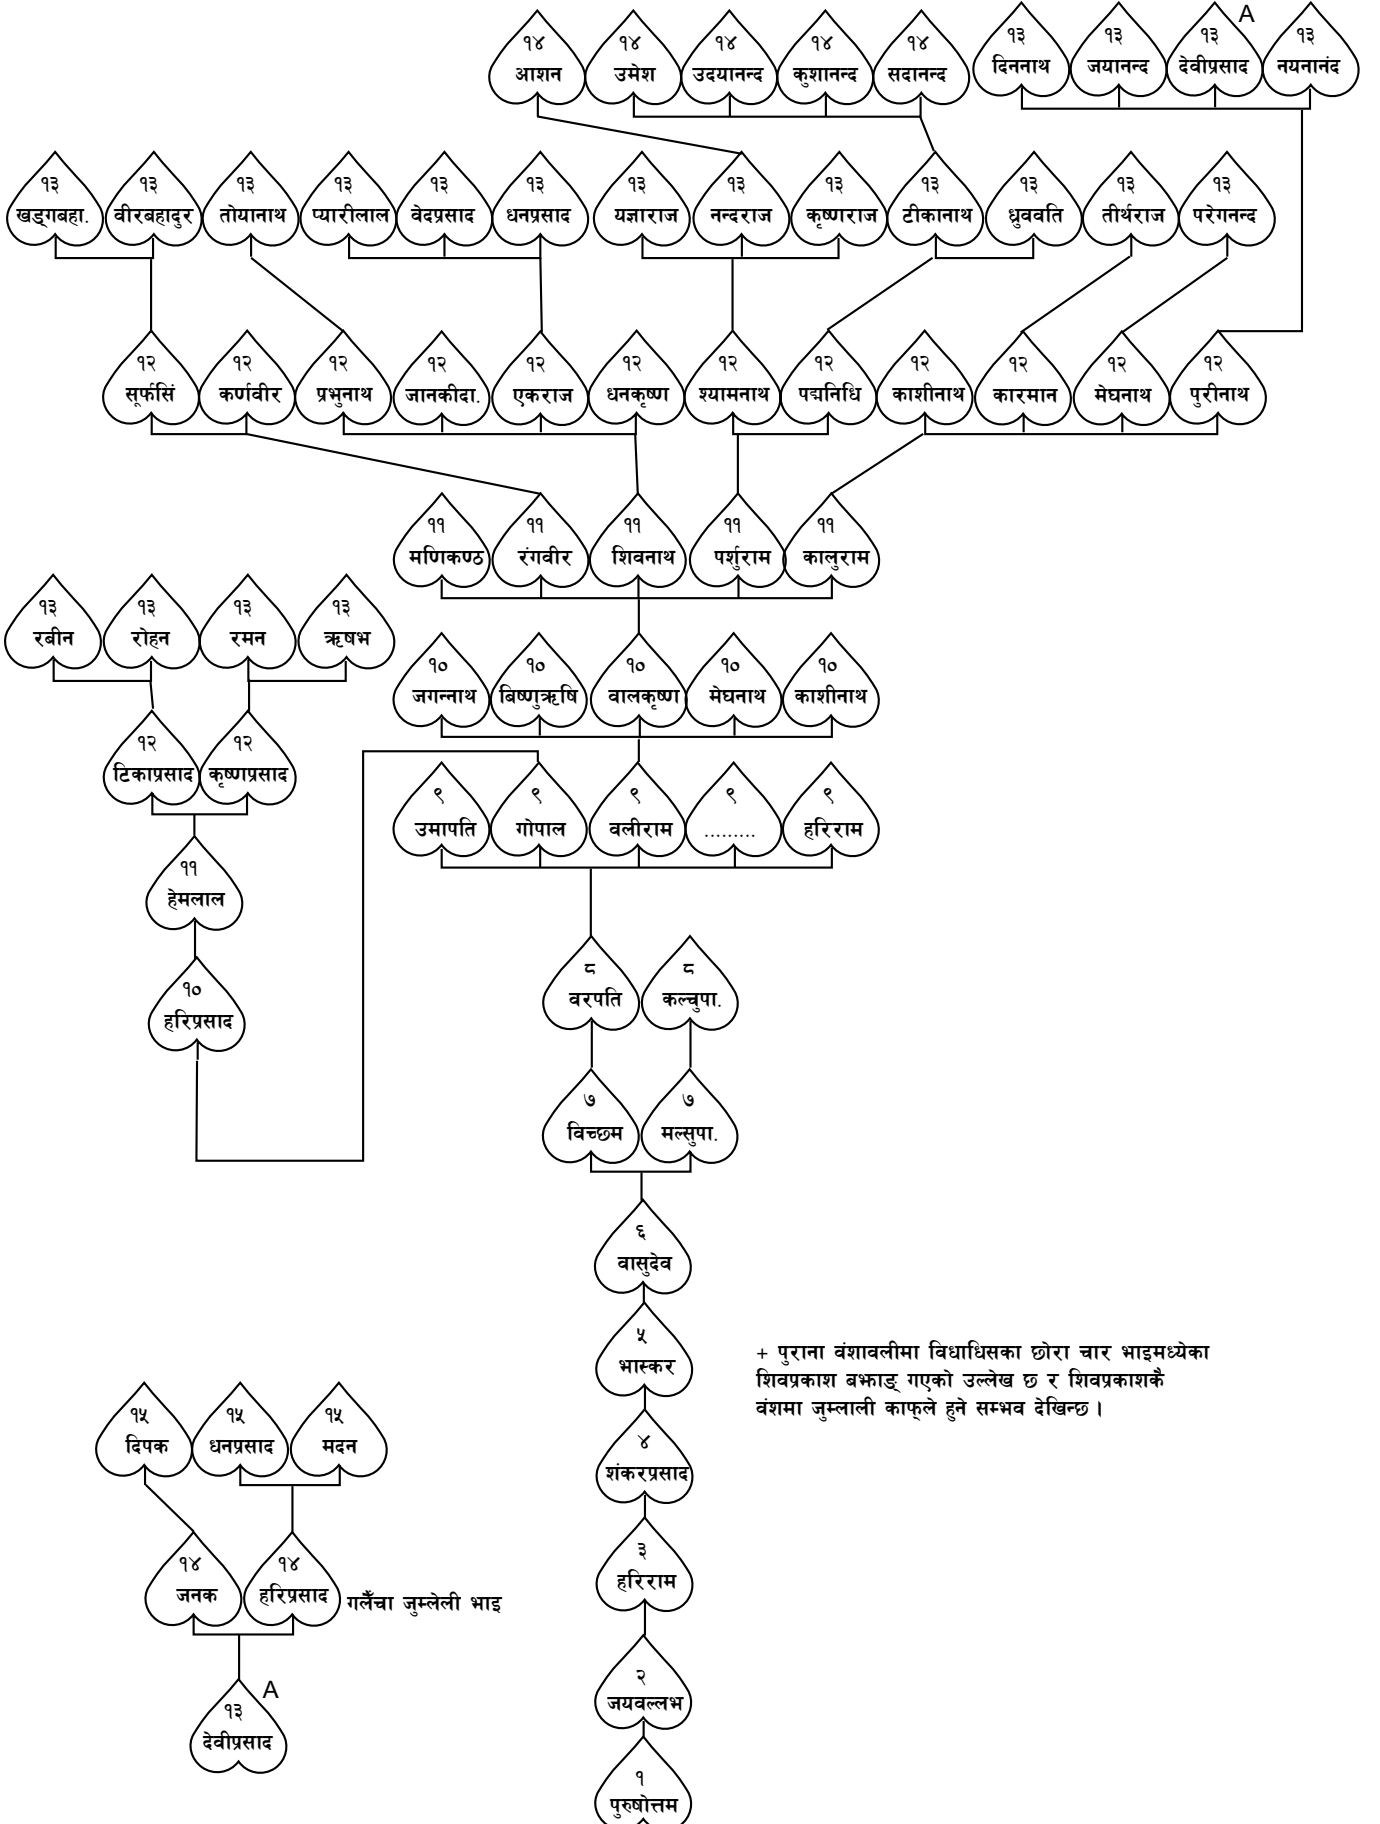 A
१४ १४ १४ १४ १४ १३ १३ १३ १३
आशन उमेश उदयानन्द कुशानन्द सदानन्द दिननाथ जयानन्द देवीप्रसाद नयनानंद
१३ १३ १३ १३ १३ १३ १३ १३ १३ १३ १३ १३ १३
खड्गबहा. वीरबहादुर तोयानाथ प्यारीलाल वेदप्रसाद धनप्रसाद यज्ञाराज नन्दराज कृष्णराज टीकानाथ ध्रुववति तीर्थराज परेगनन्द
१२ १२ १२ १२ १२ १२ १२ १२ १२ १२ १२ १२
सूर्फसिं कर्णवीर प्रभुनाथ जानकीदा. एकराज धनकृष्ण श्यामनाथ पद्मनिधि काशीनाथ कारमान मेघनाथ पुरीनाथ
११ ११ ११ ११ ११
मणिकण्ठ रंगवीर शिवनाथ पर्शुराम कालुराम
१३ १३ १३ १३
रबीन रोहन रमन ऋषभ
१० १० १० १० १०
जगन्नाथ बिष्णुऋषि वालकृष्ण मेघनाथ काशीनाथ
१२ १२
टिकाप्रसाद कृष्णप्रसाद
९ ९ ९ ९ ९
उमापति गोपाल वलीराम ......... हरिराम
११
हेमलाल
८ ८
वरपति कल्चुपा.
१०
हरिप्रसाद
७ ७
विच्छम मल्सुपा.
६
वासुदेव
५
भास्कर
+ पुराना बंशावलीमा विधाधिसका छोरा चार भाइमध्येका
शिवप्रकाश बझाङ् गएको उल्लेख छ र शिवप्रकाशकै
वंशमा जुम्लाली काफ्ले हुने सम्भव देखिन्छ ।
१५ १५ १५
दिपक धनप्रसाद मदन
४
शंकरप्रसाद
३
हरिराम
१४ १४
जनक हरिप्रसाद गलैँचा जुम्लेली भाइ
२
जयवल्लभ
A
१३
देवीप्रसाद
१
पुरुषोत्तम